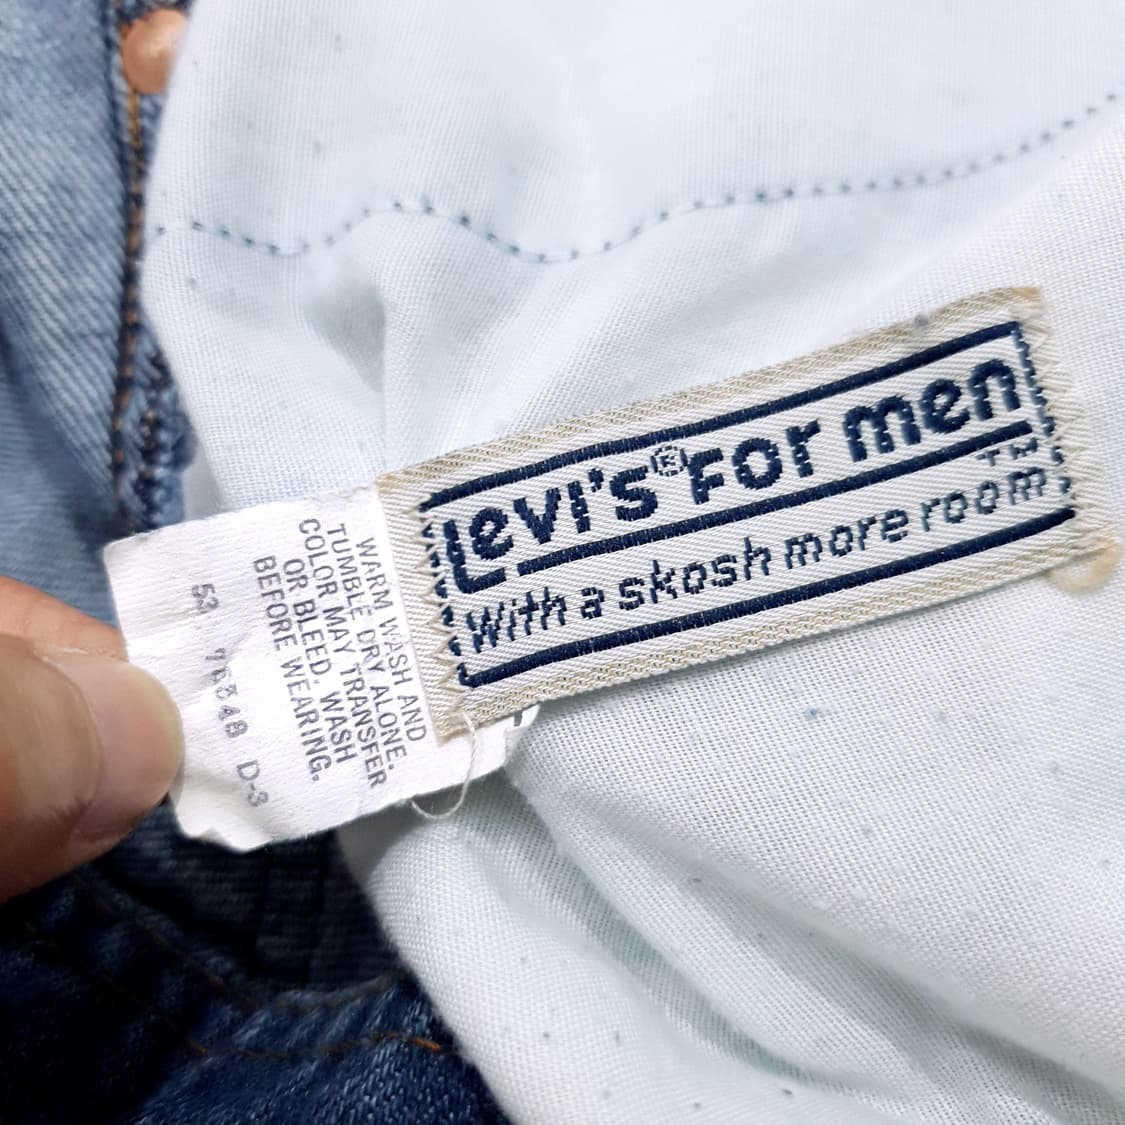 Levi's® For men
With a skosh more room™
WARM WASH AND
TUMBLE DRY ALONE.
COLOR MAY TRANSFER
OR BLEED. WASH
BEFORE WEARING.
D-3